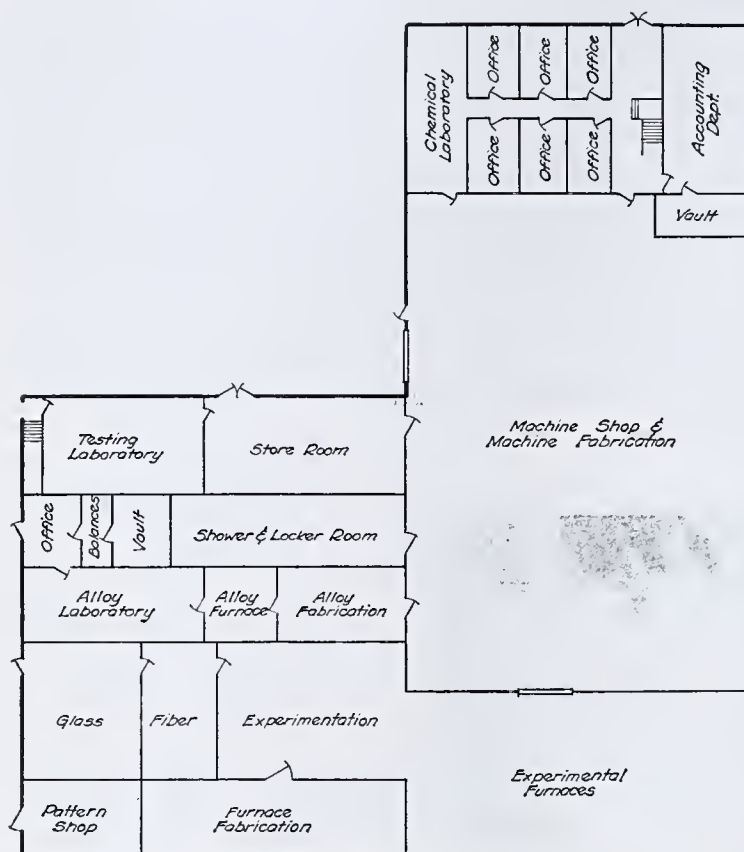 Chemical
Laboratory
Office
Office
Office
Office
Office
Office
Accounting
Dept.
Vault
Machine Shop &
Machine Fabrication
Testing
Laboratory
Store Room
Office
Balances
Vault
Shower & Locker Room
Alloy
Laboratory
Alloy
Furnace
Alloy
Fabrication
Glass
Fiber
Experimentation
Experimental
Furnaces
Pattern
Shop
Furnace
Fabrication